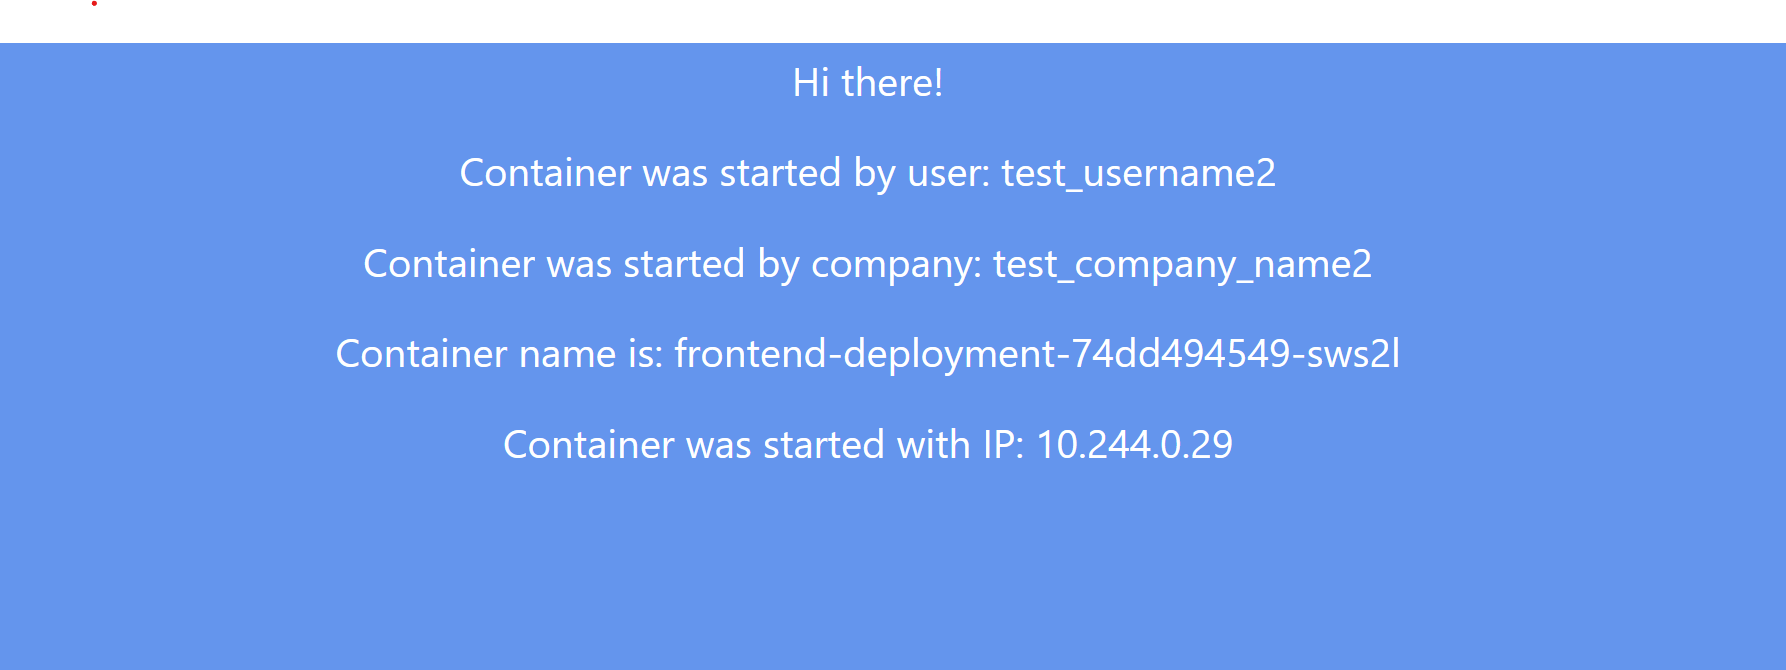 Hi there!
Container was started by user: test_username2
Container was started by company: test_company_name2
Container name is: frontend-deployment-74dd494549-sws2l
Container was started with IP: 10.244.0.29